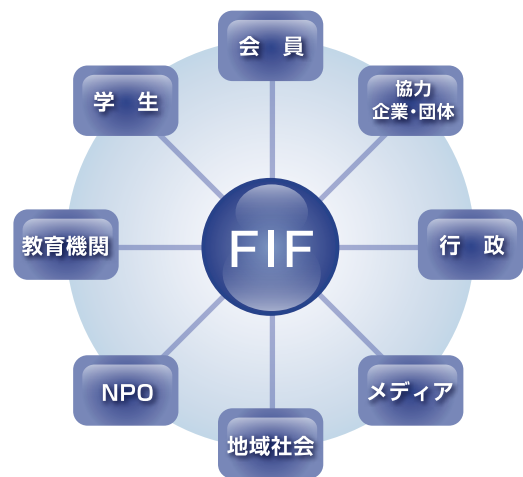 会　員
学　生
協力
企業・団体
教育機関
FIF
行　政
NPO
メディア
地域社会